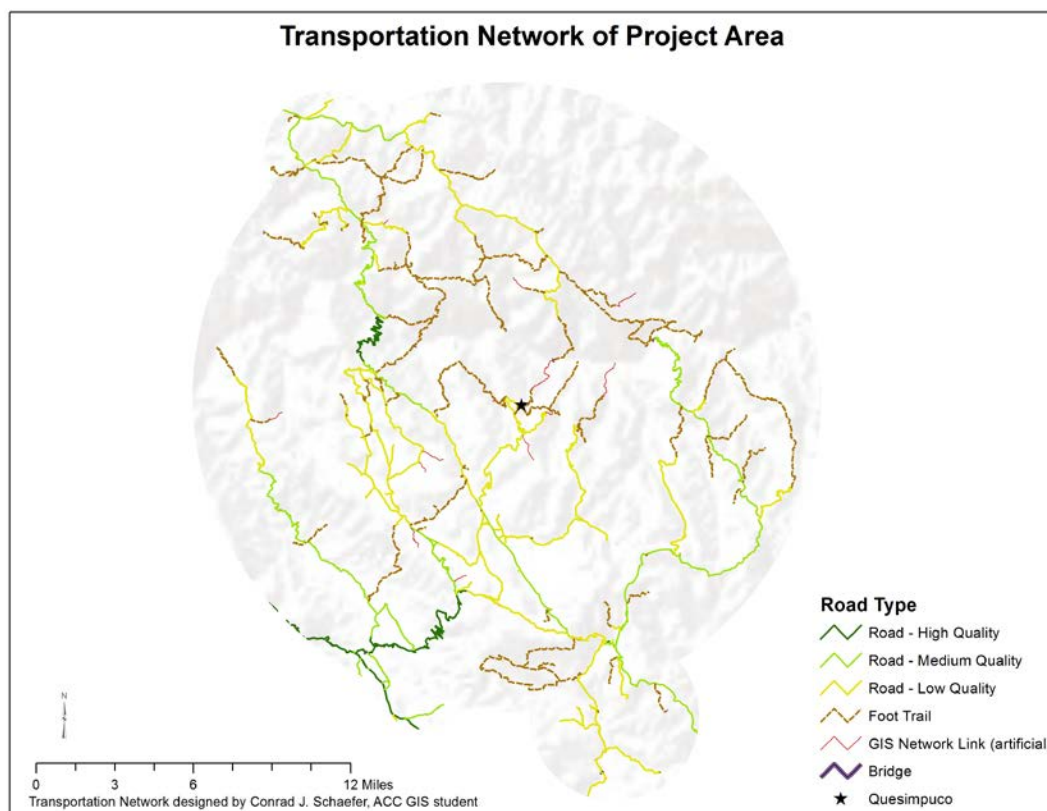 Transportation Network of Project Area
Road Type
Road - High Quality
Road - Medium Quality
Road - Low Quality
Foot Trail
GIS Network Link (artificial
Bridge
Quesimpuco
N
0 3 6 12 Miles
Transportation Network designed by Conrad J. Schaefer, ACC GIS student